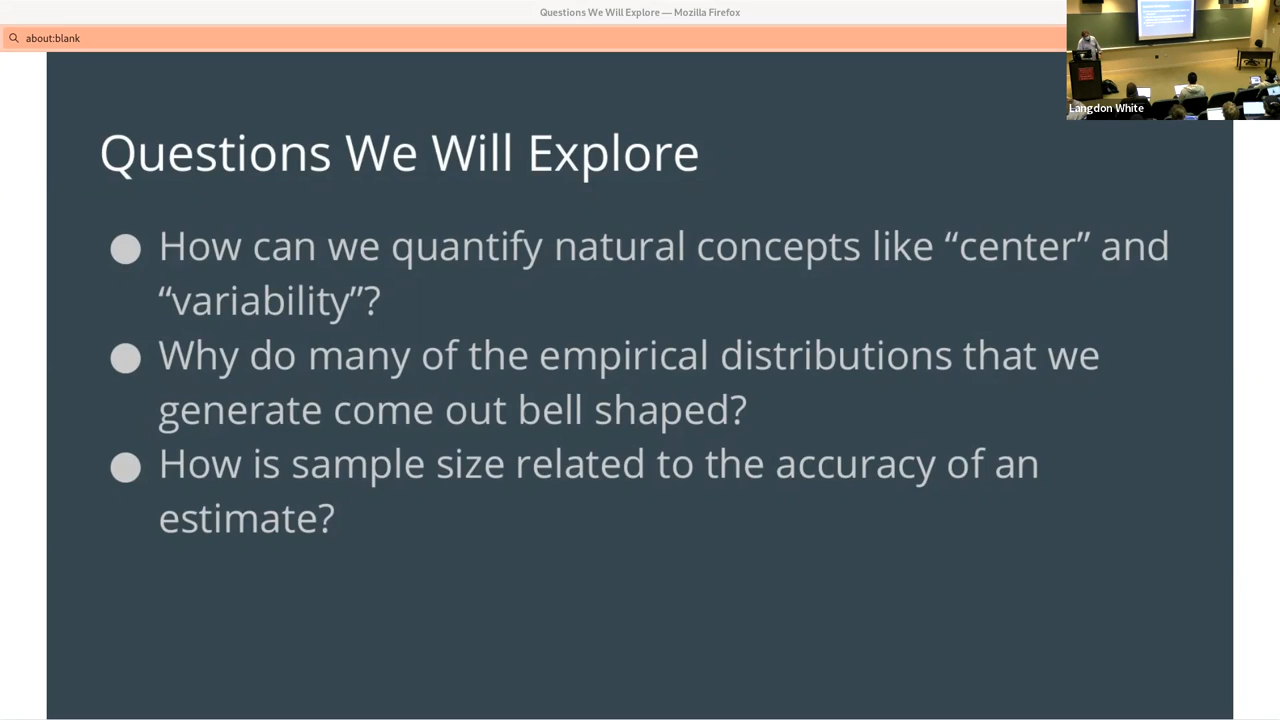 Questions We Will Explore — Mozilla Firefox
about:blank
Langdon White
Questions We Will Explore
● How can we quantify natural concepts like “center” and
“variability”?
● Why do many of the empirical distributions that we
generate come out bell shaped?
● How is sample size related to the accuracy of an
estimate?